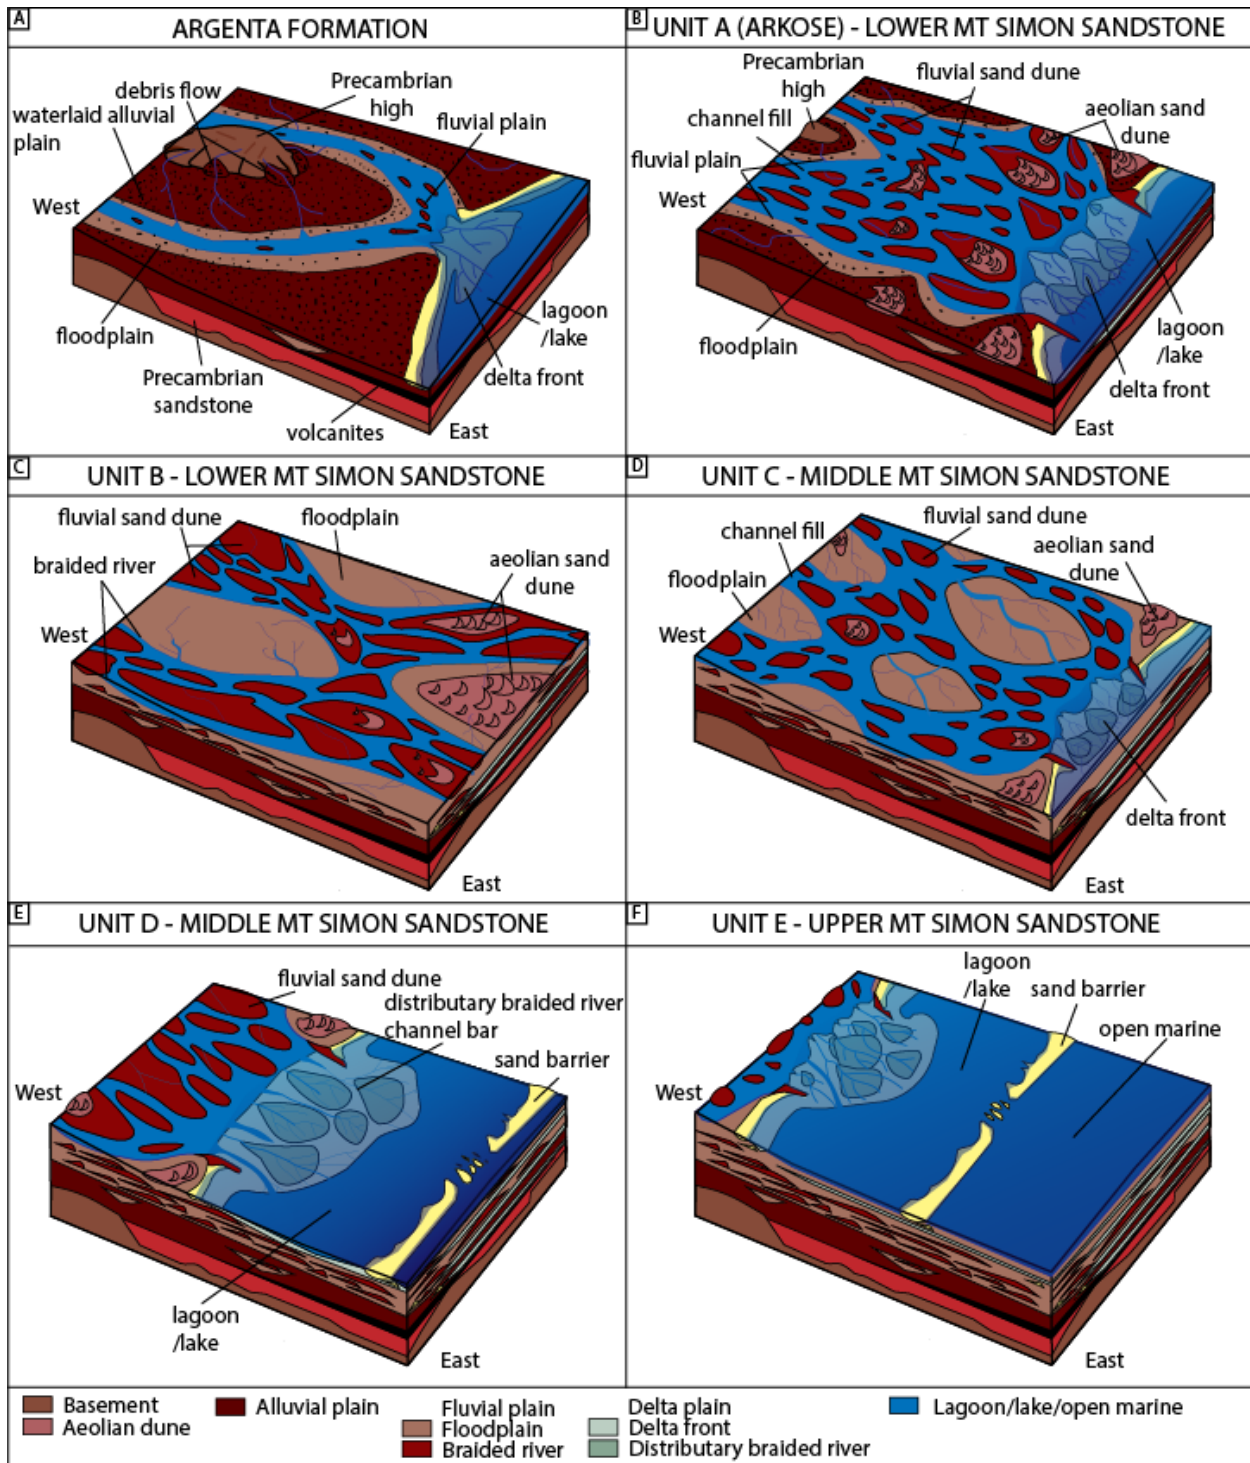 A
ARGENTA FORMATION
debris flow
Precambrian
high
waterlaid alluvial
plain
fluvial plain
West
floodplain
Precambrian
sandstone
volcanites
lagoon
/lake
delta front
East
B
UNIT A (ARKOSE) - LOWER MT SIMON SANDSTONE
Precambrian
high
fluvial sand dune
channel fill
aeolian sand
dune
fluvial plain
West
floodplain
lagoon
/lake
delta front
East
C
UNIT B - LOWER MT SIMON SANDSTONE
fluvial sand dune
floodplain
braided river
aeolian sand
dune
West
East
D
UNIT C - MIDDLE MT SIMON SANDSTONE
channel fill
fluvial sand dune
aeolian sand
dune
floodplain
West
delta front
East
E
UNIT D - MIDDLE MT SIMON SANDSTONE
fluvial sand dune
distributary braided river
channel bar
sand barrier
West
lagoon
/lake
East
F
UNIT E - UPPER MT SIMON SANDSTONE
lagoon
/lake
sand barrier
open marine
West
East
Basement
Aeolian dune
Alluvial plain
Fluvial plain
Floodplain
Braided river
Delta plain
Delta front
Distributary braided river
Lagoon/lake/open marine